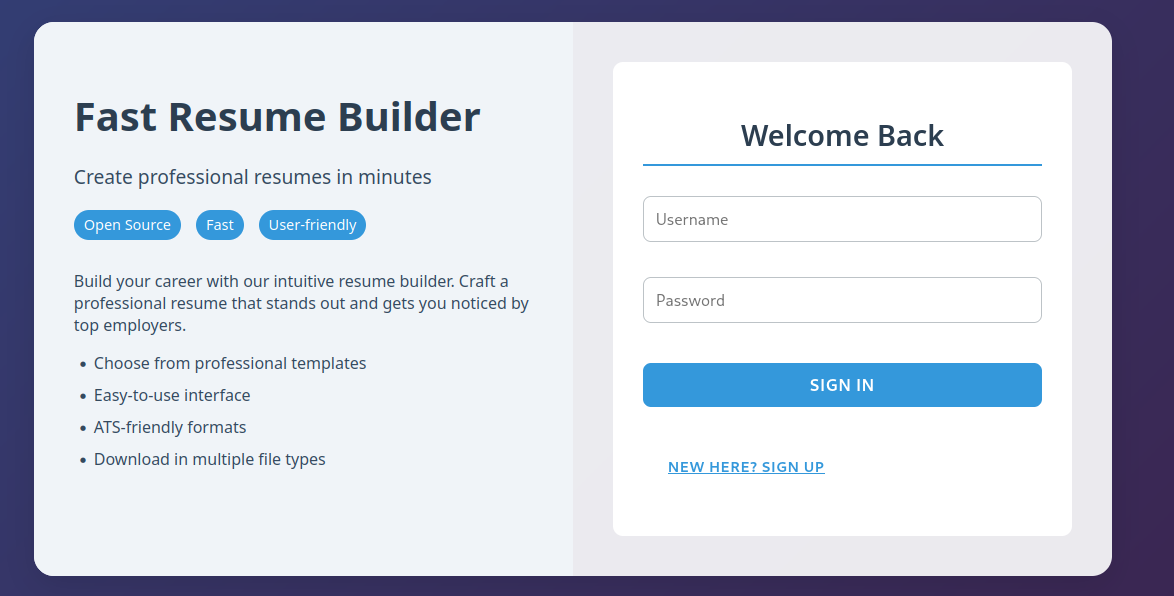 Fast Resume Builder
Create professional resumes in minutes
Open Source Fast User-friendly
Build your career with our intuitive resume builder. Craft a
professional resume that stands out and gets you noticed by
top employers.
• Choose from professional templates
• Easy-to-use interface
• ATS-friendly formats
• Download in multiple file types
Welcome Back
Username
Password
SIGN IN
NEW HERE? SIGN UP